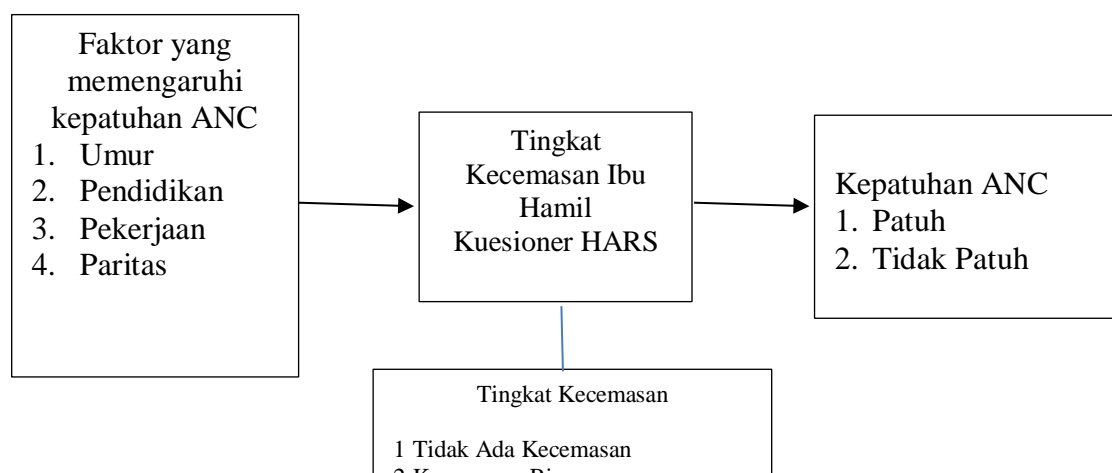 Faktor yang
memengaruhi
kepatuhan ANC
1. Umur
2. Pendidikan
3. Pekerjaan
4. Paritas
Tingkat
Kecemasan Ibu
Hamil
Kuesioner HARS
Kepatuhan ANC
1. Patuh
2. Tidak Patuh
Tingkat Kecemasan
1 Tidak Ada Kecemasan